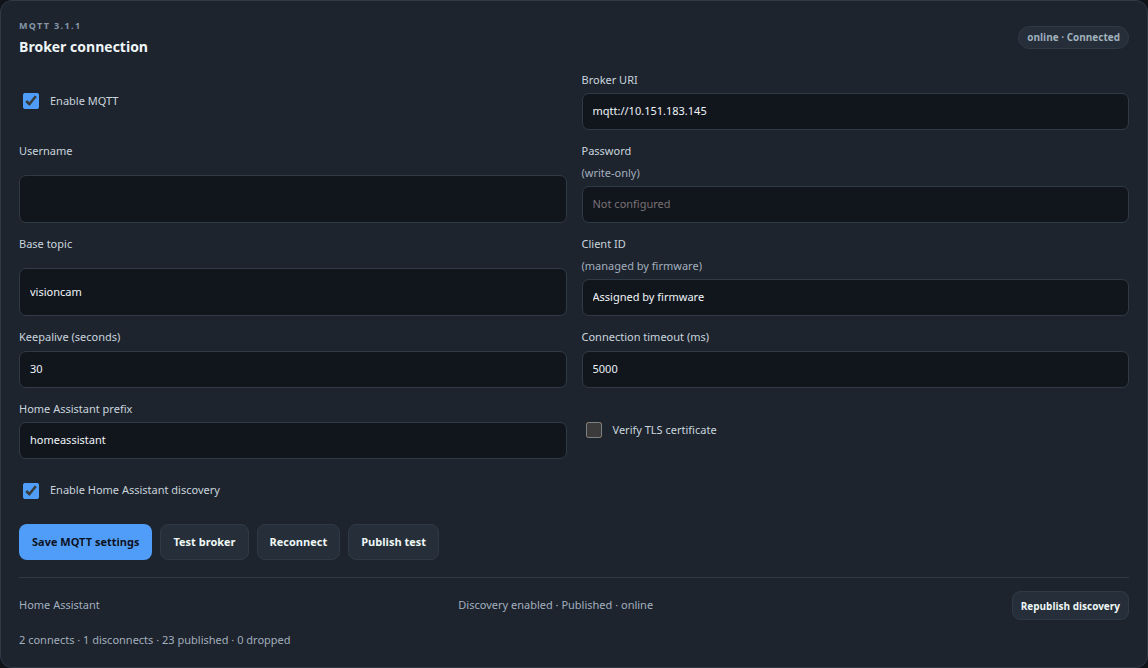 MQTT 3.1.1
Broker connection
online · Connected
Enable MQTT
Broker URI
mqtt://10.151.183.145
Username
Password
(write-only)
Not configured
Base topic
visioncam
Client ID
(managed by firmware)
Assigned by firmware
Keepalive (seconds)
30
Connection timeout (ms)
5000
Home Assistant prefix
homeassistant
Verify TLS certificate
Enable Home Assistant discovery
Save MQTT settings
Test broker
Reconnect
Publish test
Home Assistant
Discovery enabled · Published · online
Republish discovery
2 connects · 1 disconnects · 23 published · 0 dropped